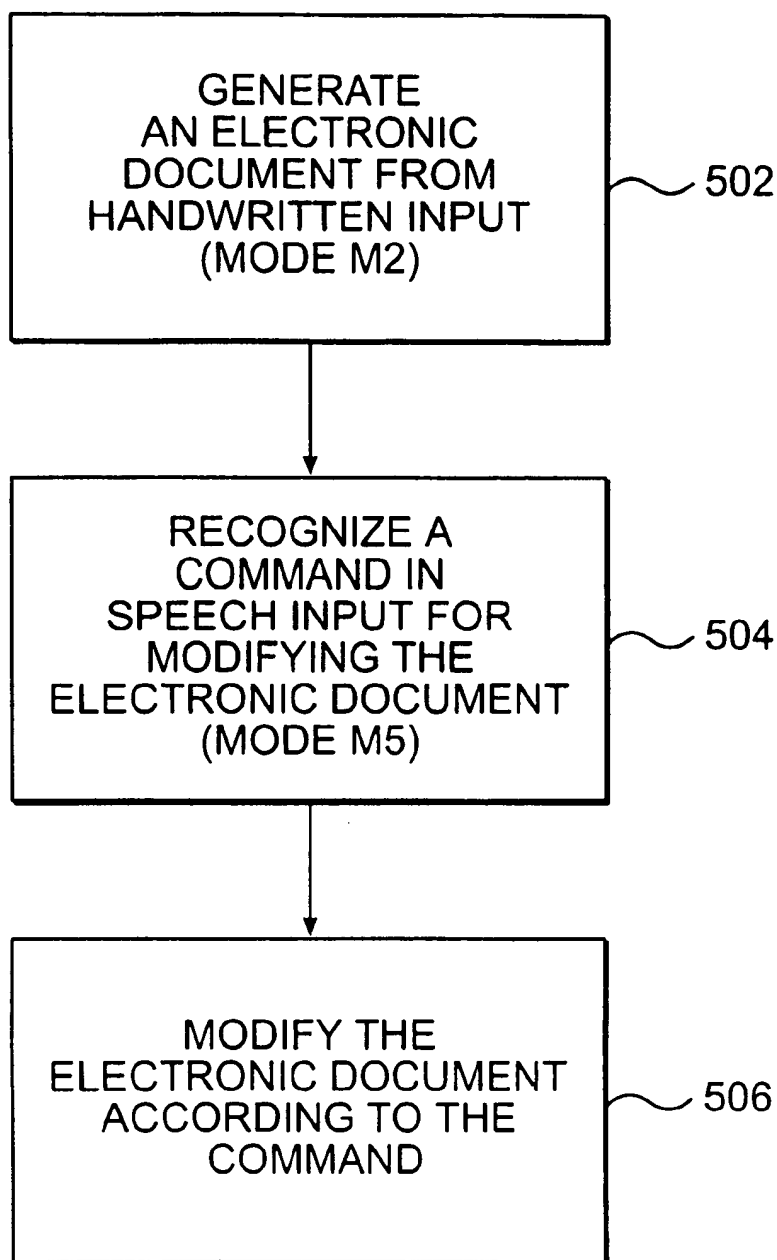 GENERATE
AN ELECTRONIC
DOCUMENT FROM
HANDWRITTEN INPUT
(MODE M2)
502
RECOGNIZE A
COMMAND IN
SPEECH INPUT FOR
MODIFYING THE
ELECTRONIC DOCUMENT
(MODE M5)
504
MODIFY THE
ELECTRONIC DOCUMENT
ACCORDING TO THE
COMMAND
506